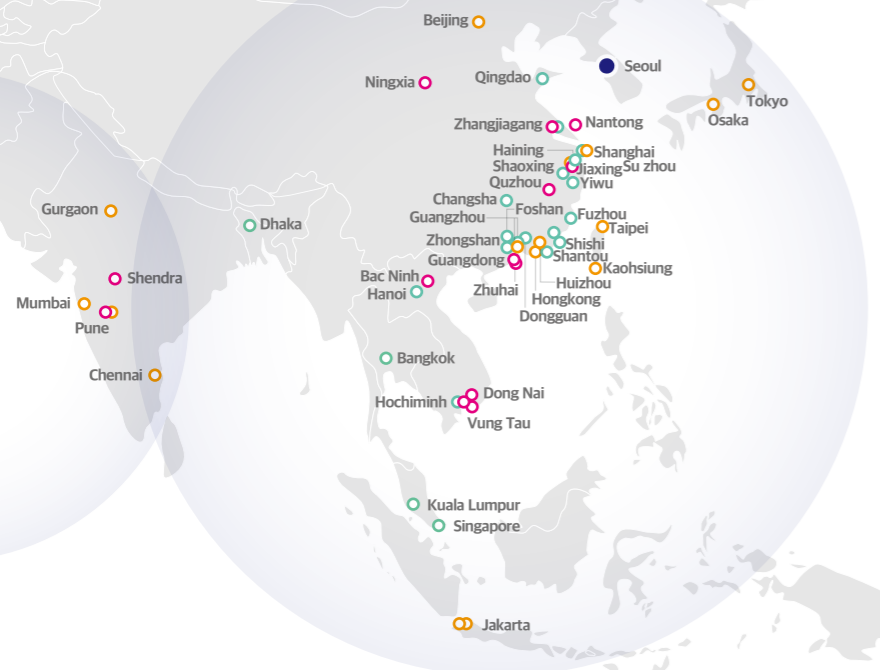 Beijing
Seoul
Ningxia
Qingdao
Tokyo
Osaka
Zhangjiagang
Nantong
Haining
Shanghai
Shaoxing
Jiaxing
Su zhou
Quzhou
Yiwu
Changsha
Foshan
Gurgaon
Guangzhou
Fuzhou
Dhaka
Taipei
Zhongshan
Shishi
Shantou
Guangdong
Kaohsiung
Shendra
Bac Ninh
Huizhou
Hanoi
Zhuhai
Mumbai
Hongkong
Dongguan
Pune
Bangkok
Chennai
Dong Nai
Hochiminh
Vung Tau
Kuala Lumpur
Singapore
Jakarta